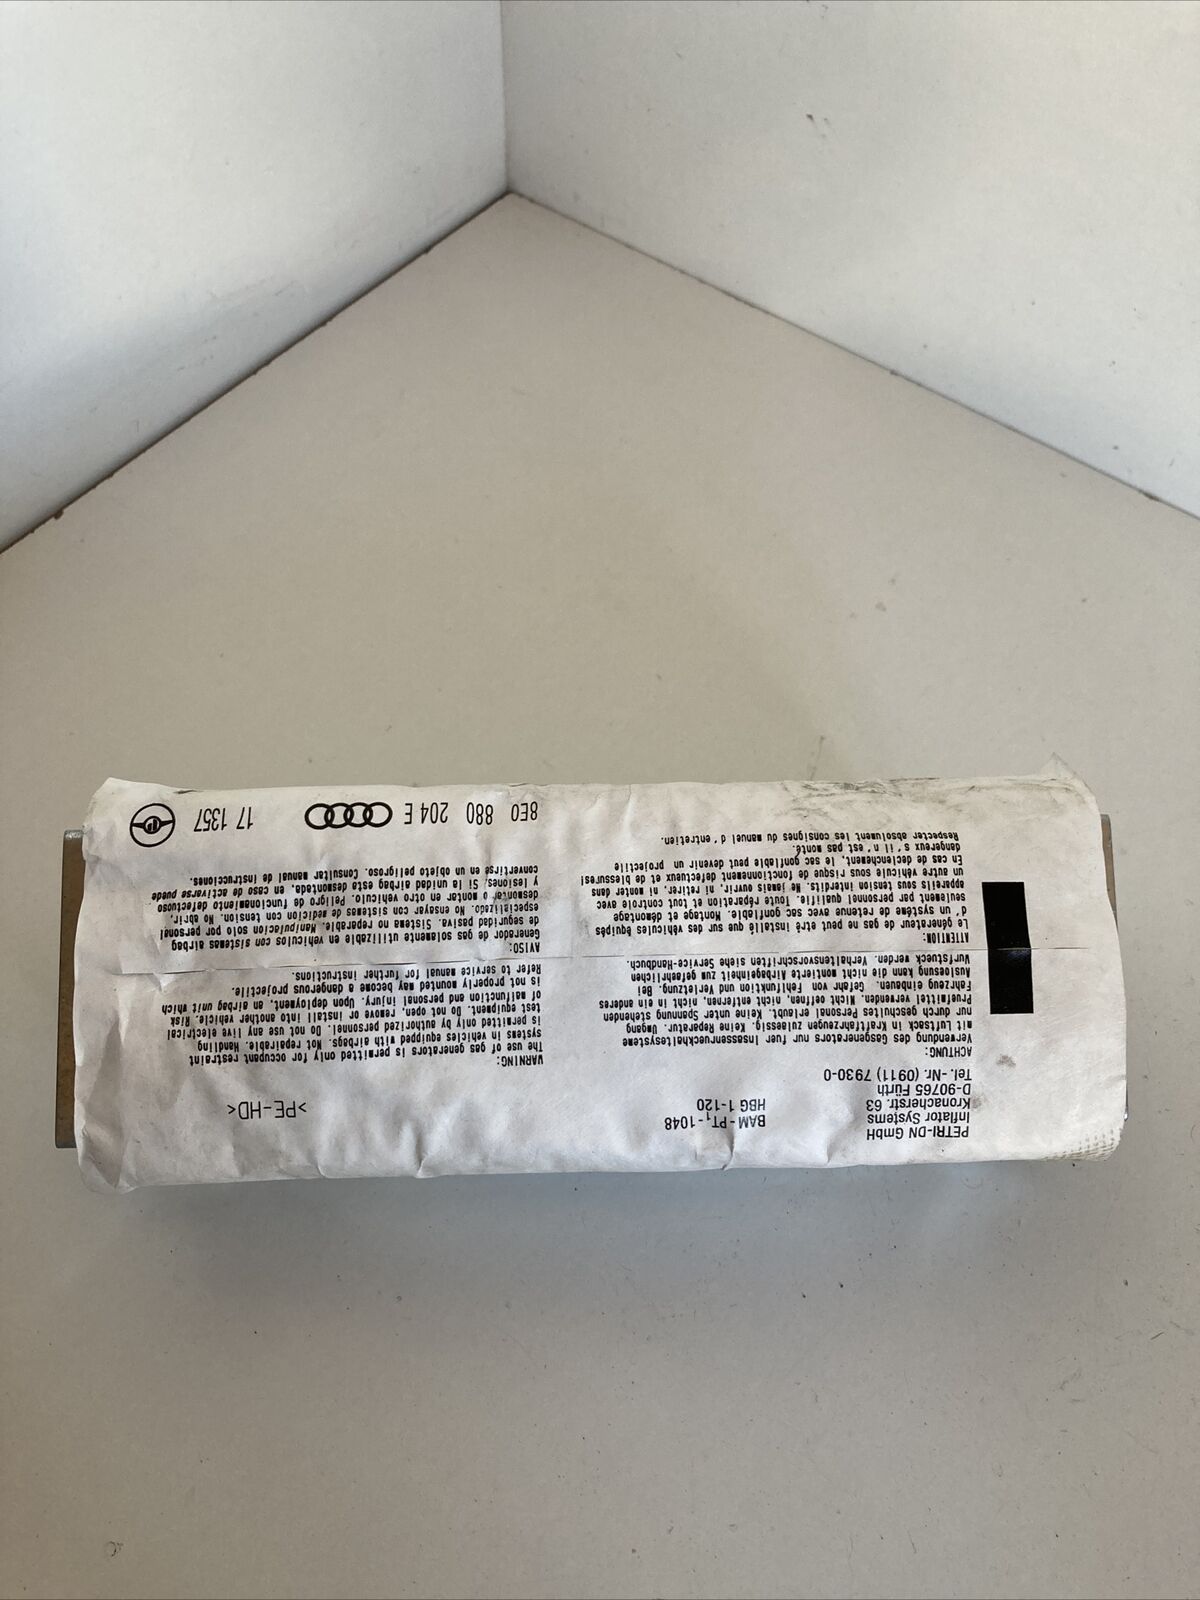 PETRI-DN GmbH
Inflator Systems
Kronacherstr. 63
D-90765 Fürth
Tel.-Nr. (0911) 7930-0
BAM-PT₁-1048
HBG 1-120
>PE-HD<
ACHTUNG:
Verwendung des Gasgenerators nur fuer Insassenrueckhaltesysteme
mit Luftsack in Kraftfahrzeugen zulaessig. Keine Reparatur. Umgang
nur durch geschultes Personal erlaubt. Keine unter Spannung stehenden
Pruefmittel verwenden. Nicht oeffnen, nicht entfernen, nicht in ein anderes
Fahrzeug einbauen. Gefahr von Fehlfunktion und Verletzung. Bei
Ausloesung kann die nicht montierte Airbageinheit zum gefaehrlichen
Wurfstueck werden. Verhaltensvorschriften siehe Service-Handbuch.
WARNING:
The use of gas generators is permitted only for occupant restraint
systems in vehicles equipped with airbags. Not repairable. Handling
is permitted only by authorized personnel. Do not use any live electrical
test equipment. Do not open, remove or install into another vehicle. Risk
of malfunction and personal injury. Upon deployment, an airbag unit which
is not properly mounted may become a dangerous projectile.
Refer to service manual for further instructions.
ATTENTION:
Le générateur de gas ne peut etré installé que sur des véhicules équipés
d'un système de retenue avec sac gonflable. Montage et démontage
seulement par personnel qualifié. Toute réparation et tout contrôle avec
appareils sous tension interdits. Ne jamais ouvrir, ni retirer, ni monter dans
un autre véhicule sous risque de fonctionnement defectueux et de blessures!
En cas de declenchement, le sac gonflable peut devenir un projectile
dangereux s'il n'est pas monté.
Respecter absolument les consignes du manuel d'entretien.
AVISO:
Generador de gas solamente utilizable en vehículos con sistemas airbag
de seguridad pasiva. Sistema no reparable. Manipulacion solo por personal
especializado. No ensayar con sistemas de medicion con tension. No abrir,
desmontar o montar en otro vehículo. Peligro de funcionamiento defectuoso
y lesiones. Si la unidad airbag esta desmontada, en caso de activarse puede
convertirse en un objeto peligroso. Consultar manual de instrucciones.
8E0 880 204 E
17 1357